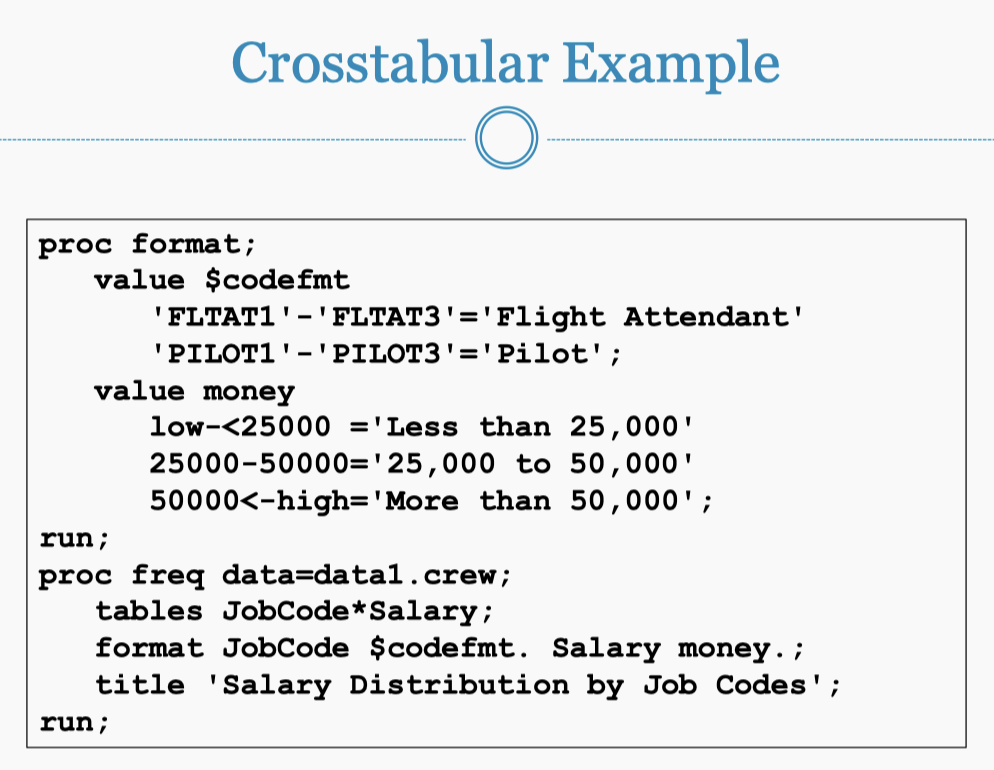 Crosstabular Example
proc format;
   value $codefmt
      'FLTAT1'-'FLTAT3'='Flight Attendant'
      'PILOT1'-'PILOT3'='Pilot';
   value money
      low-<25000 ='Less than 25,000'
      25000-50000='25,000 to 50,000'
      50000<-high='More than 50,000';
run;
proc freq data=data1.crew;
   tables JobCode*Salary;
   format JobCode $codefmt. Salary money.;
   title 'Salary Distribution by Job Codes';
run;